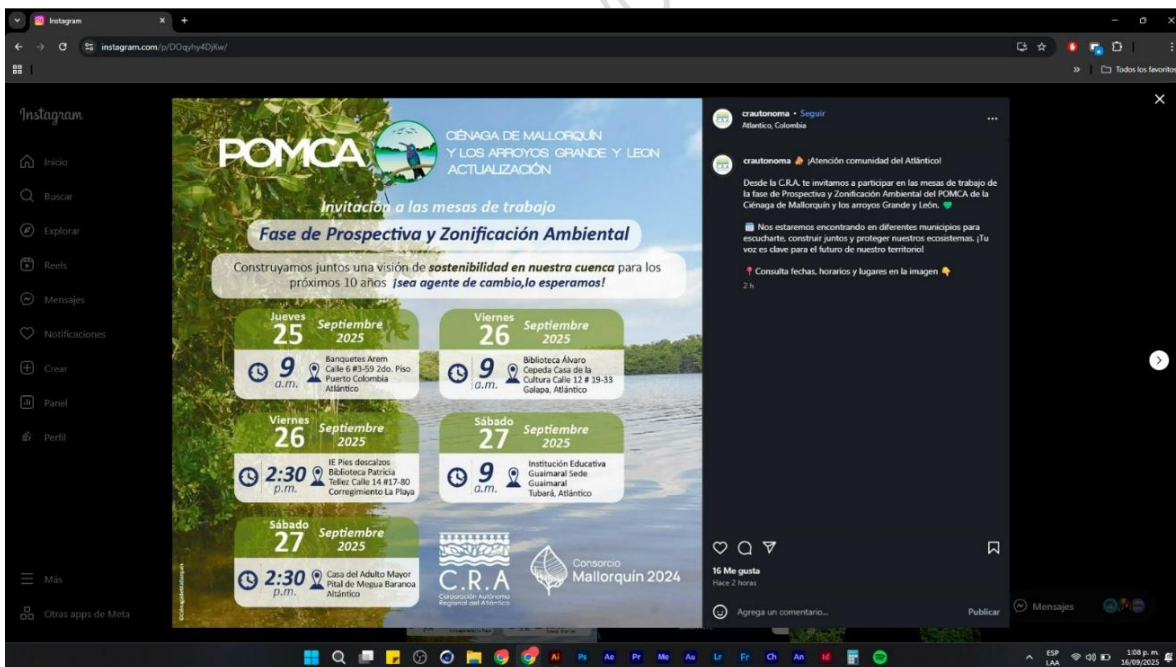 Instagram
instagram.com/p/DOqyhy4DjKw/
Todos los favoritos
Instagram
Inicio
Buscar
Explorar
Reels
Mensajes
Notificaciones
Crear
Panel
Perfil
Más
Otras apps de Meta
POMCA
CIÉNAGA DE MALLORQUÍN
Y LOS ARROYOS GRANDE Y LEON
ACTUALIZACIÓN
Invitación a las mesas de trabajo
Fase de Prospectiva y Zonificación Ambiental
Construyamos juntos una visión de sostenibilidad en nuestra cuenca para los
próximos 10 años ¡sea agente de cambio,lo esperamos!
Jueves
25
Septiembre
2025
9
a.m.
Banquetes Arem
Calle 6 #3-59 2do. Piso
Puerto Colombia
Atlántico
Viernes
26
Septiembre
2025
9
a.m.
Biblioteca Álvaro
Cepeda Casa de la
Cultura Calle 12 # 19-33
Galapa, Atlántico
Viernes
26
Septiembre
2025
2:30
p.m.
IE Pies descalzos
Biblioteca Patricia
Tellez Calle 14 #17-80
Corregimiento La Playa
Sábado
27
Septiembre
2025
9
a.m.
Institución Educativa
Guaimaral Sede
Guaimaral
Tubará, Atlántico
Sábado
27
Septiembre
2025
2:30
p.m.
Casa del Adulto Mayor
Pital de Megua Baranoa
Atlántico
C.R.A
Corporación Autónoma
Regional del Atlántico
Consorcio
Mallorquín 2024
crautonoma • Seguir
Atlantico, Colombia
crautonoma 📣 ¡Atención comunidad del Atlántico!
Desde la C.R.A. te invitamos a participar en las mesas de trabajo de
la fase de Prospectiva y Zonificación Ambiental del POMCA de la
Ciénaga de Mallorquín y los arroyos Grande y León. 💚
🗓️ Nos estaremos encontrando en diferentes municipios para
escucharte, construir juntos y proteger nuestros ecosistemas. ¡Tu
voz es clave para el futuro de nuestro territorio!
📍 Consulta fechas, horarios y lugares en la imagen 👇
2 h
16 Me gusta
Hace 2 horas
Agrega un comentario...
Publicar
Mensajes
Ai
Ps
Ae
Pr
Me
Au
Lr
Fr
Ch
An
Id
ESP
LAA
1:08 p. m.
16/09/2025